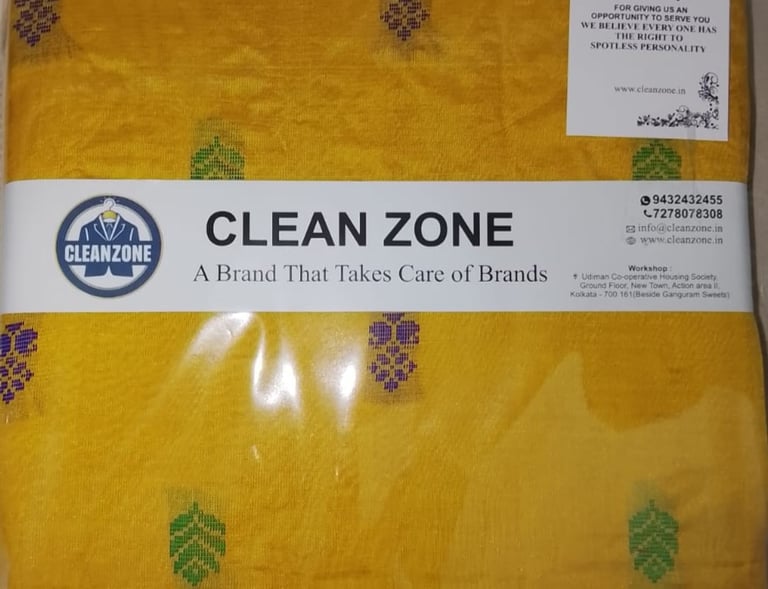 FOR GIVING US AN
OPPORTUNITY TO SERVE YOU
WE BELIEVE EVERY ONE HAS
THE RIGHT TO
SPOTLESS PERSONALITY
www.cleanzone.in
CLEANZONE
CLEAN ZONE
A Brand That Takes Care of Brands
9432432455
7278078308
info@cleanzone.in
www.cleanzone.in
Workshop :
Udiman Co-operative Housing Society,
Ground Floor, New Town, Action area II,
Kolkata - 700 161(Beside Ganguram Sweets)